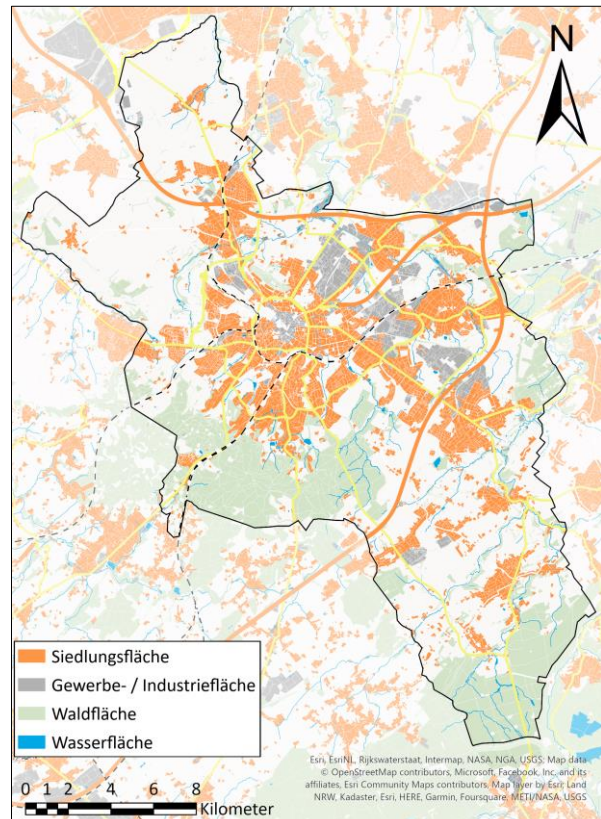 N
Siedlungsfläche
Gewerbe- / Industriefläche
Waldfläche
Wasserfläche
Esri, EsriNL, Rijkswaterstaat, Intermap, NASA, NGA, USGS; Map data
© OpenStreetMap contributors, Microsoft, Facebook, Inc. and its
affiliates, Esri Community Maps contributors, Map layer by Esri; Land
NRW, Kadaster, Esri, HERE, Garmin, Foursquare, METI/NASA, USGS
0 1 2 4 6 8
Kilometer